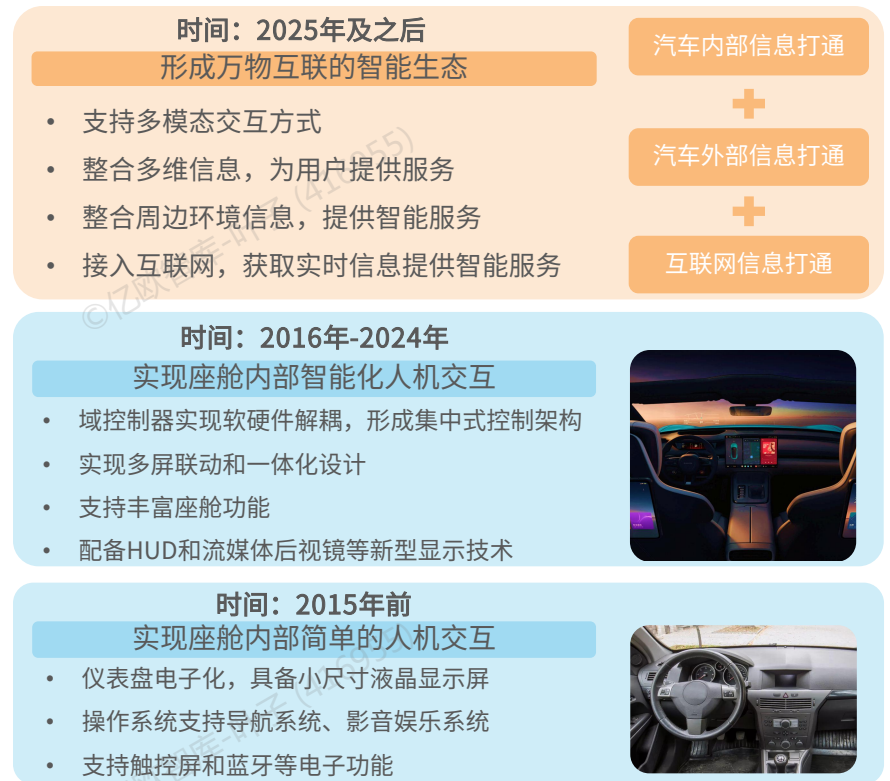 时间：2025年及之后
形成万物互联的智能生态
• 支持多模态交互方式
• 整合多维信息，为用户提供服务
• 整合周边环境信息，提供智能服务
• 接入互联网，获取实时信息提供智能服务
汽车内部信息打通
+
汽车外部信息打通
+
互联网信息打通
©亿欧智库-叶子 (416955)
时间：2016年-2024年
实现座舱内部智能化人机交互
• 域控制器实现软硬件解耦，形成集中式控制架构
• 实现多屏联动和一体化设计
• 支持丰富座舱功能
• 配备HUD和流媒体后视镜等新型显示技术
时间：2015年前
实现座舱内部简单的人机交互
• 仪表盘电子化，具备小尺寸液晶显示屏
• 操作系统支持导航系统、影音娱乐系统
• 支持触控屏和蓝牙等电子功能